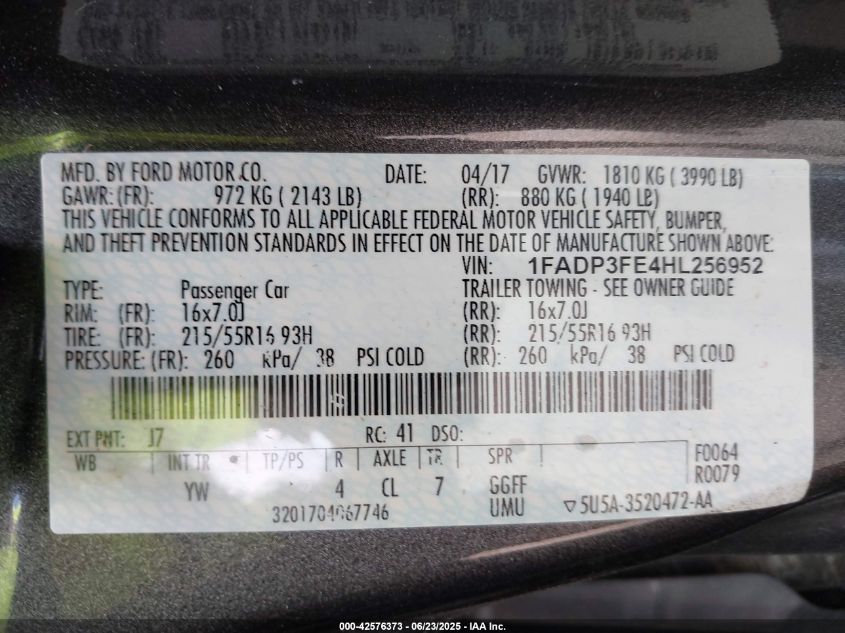 MFD. BY FORD MOTOR CO. DATE: 04/17 GVWR: 1810 KG ( 3990 LB)
GAWR: (FR): 972 KG ( 2143 LB) (RR): 880 KG ( 1940 LB)
THIS VEHICLE CONFORMS TO ALL APPLICABLE FEDERAL MOTOR VEHICLE SAFETY, BUMPER,
AND THEFT PREVENTION STANDARDS IN EFFECT ON THE DATE OF MANUFACTURE SHOWN ABOVE:
VIN: 1FADP3FE4HL256952
TYPE: Passenger Car TRAILER TOWING - SEE OWNER GUIDE
RIM: (FR): 16x7.0J (RR): 16x7.0J
TIRE: (FR): 215/55R16 93H (RR): 215/55R16 93H
PRESSURE: (FR): 260 kPa/ 38 PSI COLD (RR): 260 kPa/ 38 PSI COLD
EXT PNT: J7 RC: 41 DSO:
WB INT TR TP/PS R AXLE TR SPR F0064
R0079
YW 4 CL 7 GGFF
3201704067746 UMU 5U5A-3520472-AA
000-42576373 - 06/23/2025 - IAA Inc.